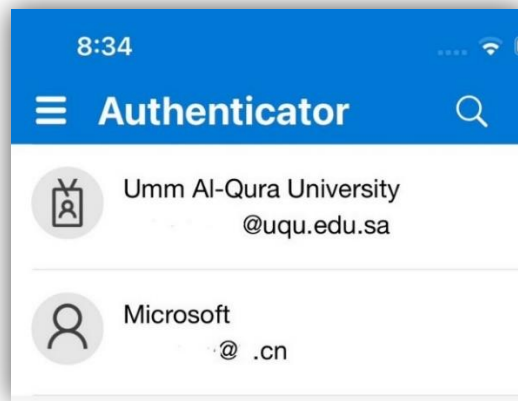 8:34
Authenticator
Umm Al-Qura University
@uqu.edu.sa
Microsoft
@ .cn